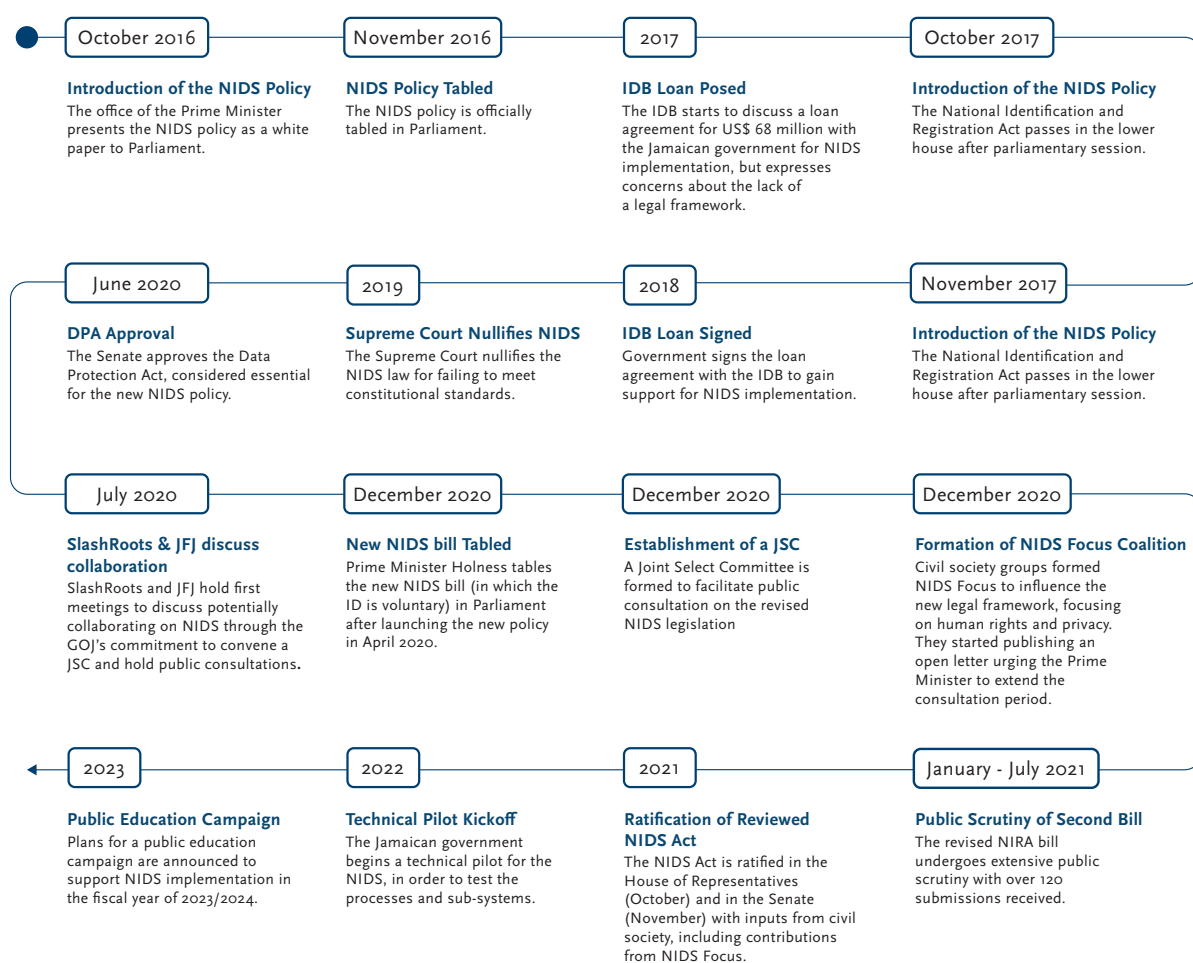 October 2016
Introduction of the NIDS Policy
The office of the Prime Minister
presents the NIDS policy as a white
paper to Parliament.
November 2016
NIDS Policy Tabled
The NIDS policy is officially
tabled in Parliament.
2017
IDB Loan Posed
The IDB starts to discuss a loan
agreement for US$ 68 million with
the Jamaican government for NIDS
implementation, but expresses
concerns about the lack of
a legal framework.
October 2017
Introduction of the NIDS Policy
The National Identification and
Registration Act passes in the lower
house after parliamentary session.
June 2020
DPA Approval
The Senate approves the Data
Protection Act, considered essential
for the new NIDS policy.
2019
Supreme Court Nullifies NIDS
The Supreme Court nullifies the
NIDS law for failing to meet
constitutional standards.
2018
IDB Loan Signed
Government signs the loan
agreement with the IDB to gain
support for NIDS implementation.
November 2017
Introduction of the NIDS Policy
The National Identification and
Registration Act passes in the lower
house after parliamentary session.
July 2020
SlashRoots & JFJ discuss
collaboration
SlashRoots and JFJ hold first
meetings to discuss potentially
collaborating on NIDS through the
GOJ's commitment to convene a
JSC and hold public consultations.
December 2020
New NIDS bill Tabled
Prime Minister Holness tables
the new NIDS bill (in which the
ID is voluntary) in Parliament
after launching the new policy
in April 2020.
December 2020
Establishment of a JSC
A Joint Select Committee is
formed to facilitate public
consultation on the revised
NIDS legislation
December 2020
Formation of NIDS Focus Coalition
Civil society groups formed
NIDS Focus to influence the
new legal framework, focusing
on human rights and privacy.
They started publishing an
open letter urging the Prime
Minister to extend the
consultation period.
2023
Public Education Campaign
Plans for a public education
campaign are announced to
support NIDS implementation in
the fiscal year of 2023/2024.
2022
Technical Pilot Kickoff
The Jamaican government
begins a technical pilot for the
NIDS, in order to test the
processes and sub-systems.
2021
Ratification of Reviewed
NIDS Act
The NIDS Act is ratified in the
House of Representatives
(October) and in the Senate
(November) with inputs from civil
society, including contributions
from NIDS Focus.
January - July 2021
Public Scrutiny of Second Bill
The revised NIRA bill
undergoes extensive public
scrutiny with over 120
submissions received.